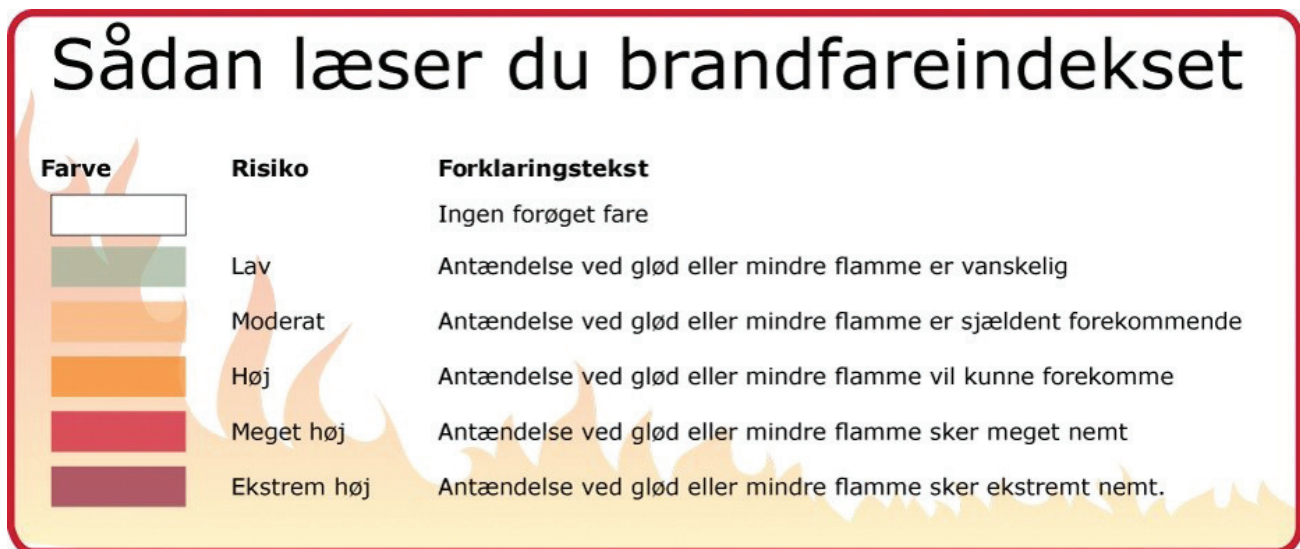 Sådan læser du brandfareindekset
Farve Risiko Forklaringstekst
Ingen forøget fare
Lav Antændelse ved glød eller mindre flamme er vanskelig
Moderat Antændelse ved glød eller mindre flamme er sjældent forekommende
Høj Antændelse ved glød eller mindre flamme vil kunne forekomme
Meget høj Antændelse ved glød eller mindre flamme sker meget nemt
Ekstrem høj Antændelse ved glød eller mindre flamme sker ekstremt nemt.